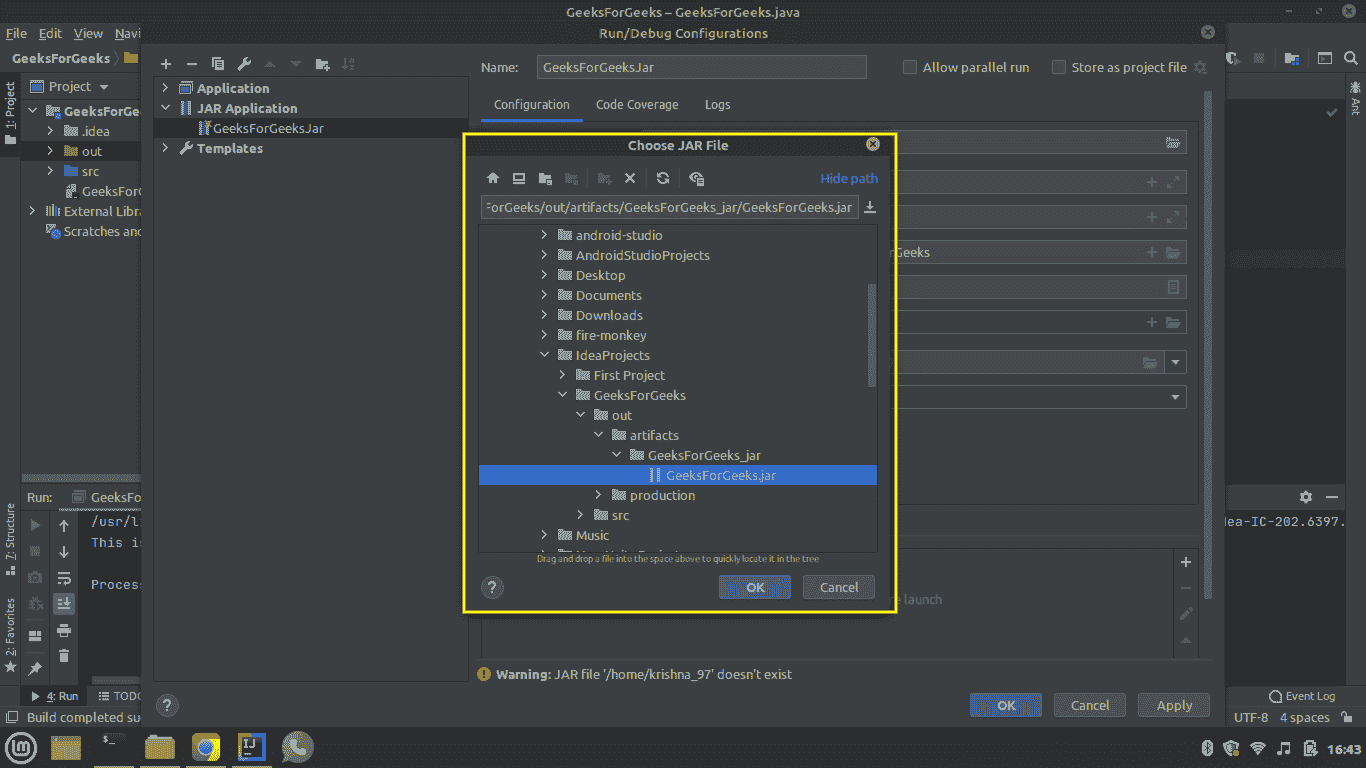 GeeksForGeeks – GeeksForGeeks.java
File Edit View Navi
Run/Debug Configurations
GeeksForGeeks
Name: GeeksForGeeksJar
Allow parallel run
Store as project file
1: Project
Project
Application
JAR Application
GeeksForGeeksJar
Templates
Configuration Code Coverage Logs
Ant
GeeksForGee
.idea
out
src
GeeksForG
External Libra
Scratches and
Choose JAR File
Hide path
ForGeeks/out/artifacts/GeeksForGeeks_jar/GeeksForGeeks.jar
android-studio
AndroidStudioProjects
Desktop
Documents
Downloads
fire-monkey
IdeaProjects
First Project
GeeksForGeeks
out
artifacts
GeeksForGeeks_jar
GeeksForGeeks.jar
production
src
Music
Drag and drop a file into the space above to quickly locate it in the tree
? OK Cancel
orGeeks
e launch
Run: GeeksFo
/usr/l
This i
Process
dea-IC-202.6397.
7: Structure
2: Favorites
Warning: JAR file '/home/krishna_97' doesn't exist
? OK Cancel Apply
4: Run TODO
Event Log
Build completed su
UTF-8 4 spaces
16:43